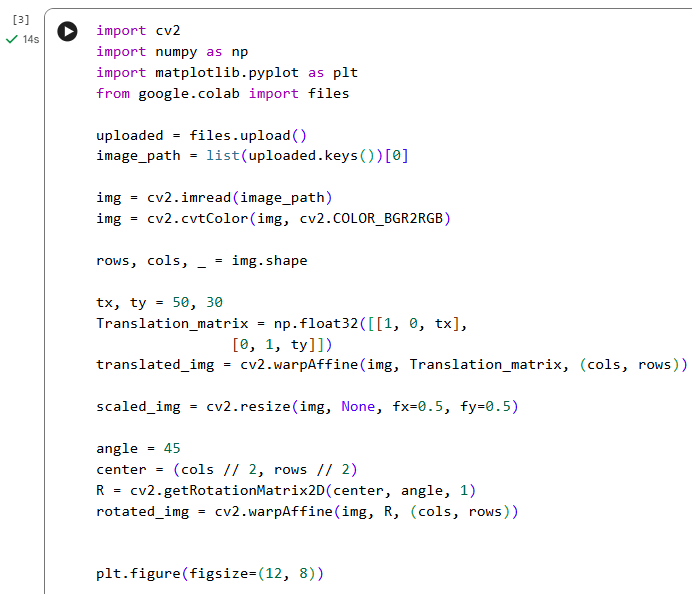 [3]
14s
import cv2
import numpy as np
import matplotlib.pyplot as plt
from google.colab import files

uploaded = files.upload()
image_path = list(uploaded.keys())[0]

img = cv2.imread(image_path)
img = cv2.cvtColor(img, cv2.COLOR_BGR2RGB)

rows, cols, _ = img.shape

tx, ty = 50, 30
Translation_matrix = np.float32([[1, 0, tx],
                [0, 1, ty]])
translated_img = cv2.warpAffine(img, Translation_matrix, (cols, rows))

scaled_img = cv2.resize(img, None, fx=0.5, fy=0.5)

angle = 45
center = (cols // 2, rows // 2)
R = cv2.getRotationMatrix2D(center, angle, 1)
rotated_img = cv2.warpAffine(img, R, (cols, rows))


plt.figure(figsize=(12, 8))